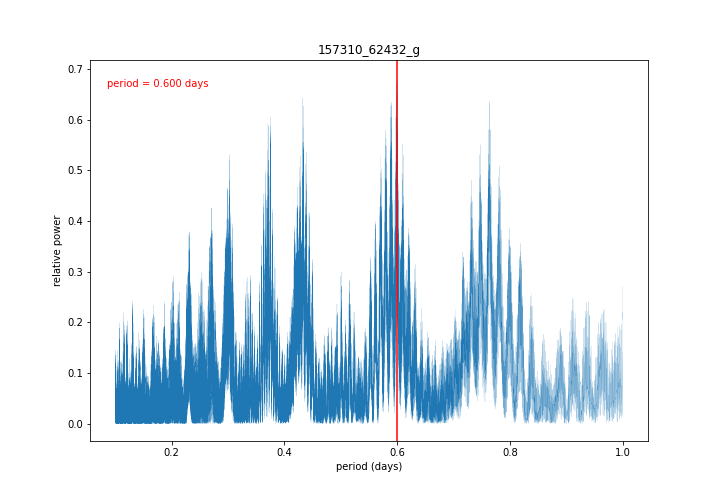 157310_62432_g
period = 0.600 days
relative power
0.7
0.6
0.5
0.4
0.3
0.2
0.1
0.0
0.2 0.4 0.6 0.8 1.0
period (days)